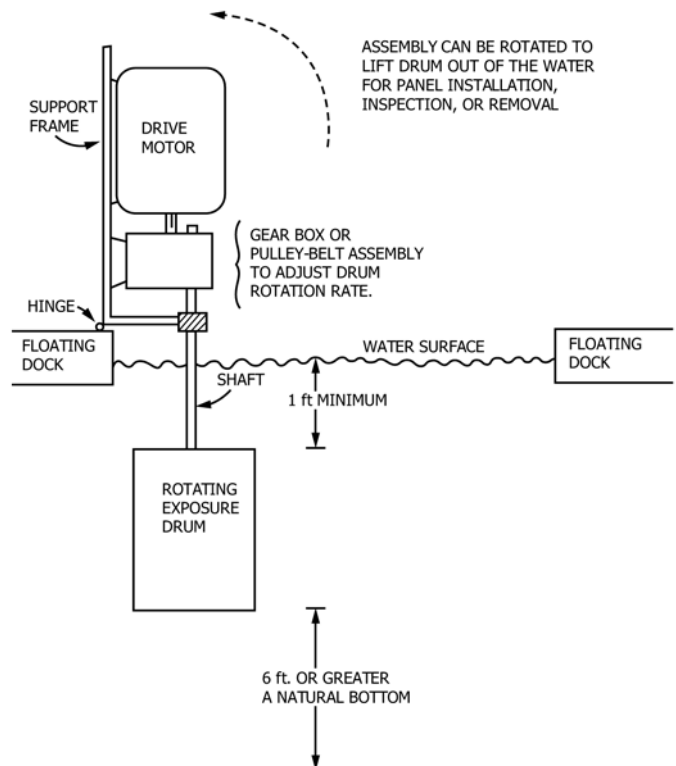 ASSEMBLY CAN BE ROTATED TO
LIFT DRUM OUT OF THE WATER
FOR PANEL INSTALLATION,
INSPECTION, OR REMOVAL
SUPPORT
FRAME
DRIVE
MOTOR
GEAR BOX OR
PULLEY-BELT ASSEMBLY
TO ADJUST DRUM
ROTATION RATE.
HINGE
FLOATING
DOCK
WATER SURFACE
FLOATING
DOCK
SHAFT
1 ft MINIMUM
ROTATING
EXPOSURE
DRUM
6 ft. OR GREATER
A NATURAL BOTTOM